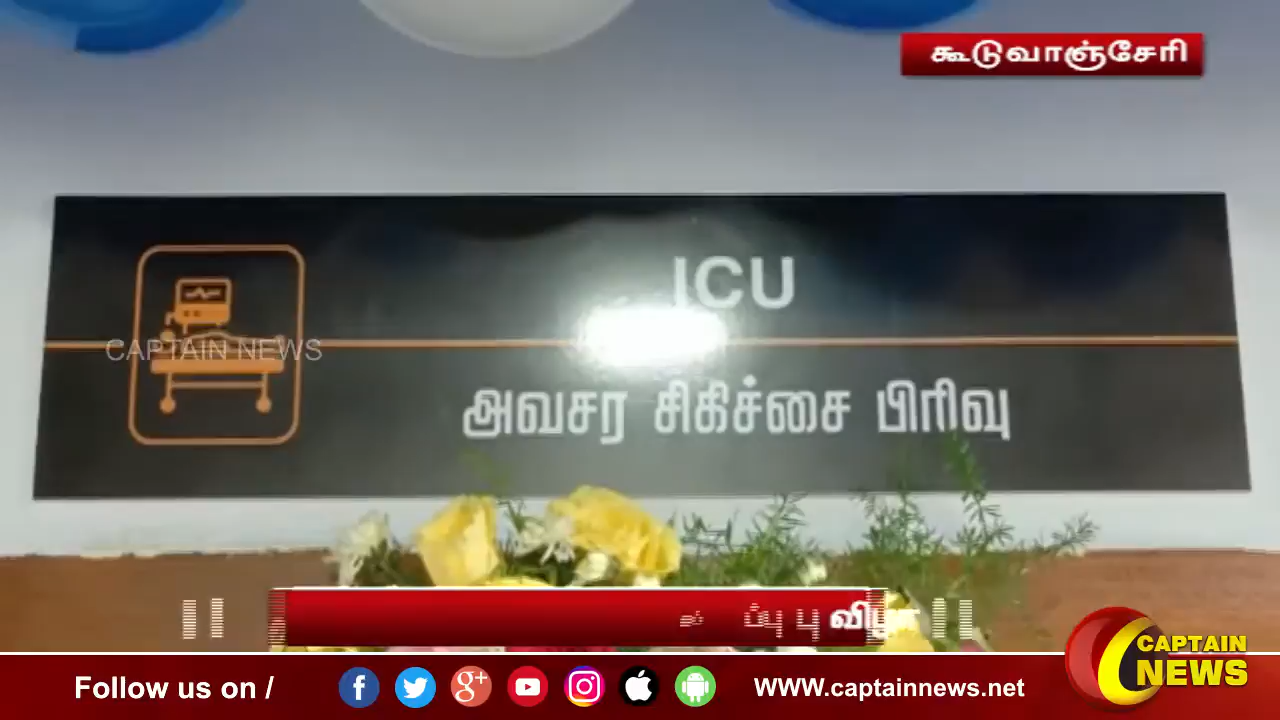 கூடுவாஞ்சேரி
ICU
CAPTAIN NEWS
அவசர சிகிச்சை பிரிவு
Follow us on /
WWW.captainnews.net
CAPTAIN
NEWS